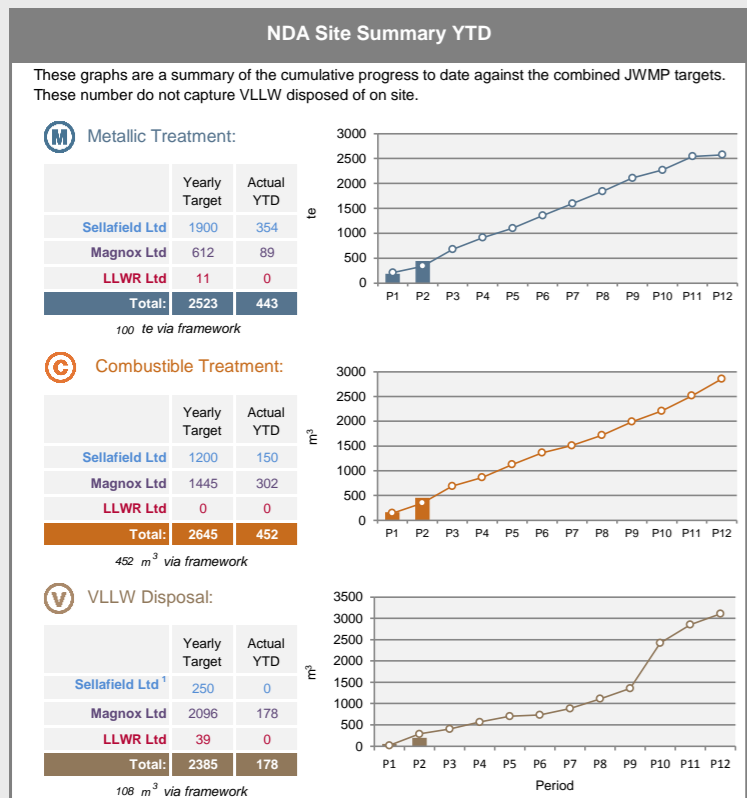 NDA Site Summary YTD
These graphs are a summary of the cumulative progress to date against the combined JWMP targets.
These number do not capture VLLW disposed of on site.
M Metallic Treatment:
Yearly Target Actual YTD
Sellafield Ltd 1900 354
Magnox Ltd 612 89
LLWR Ltd 11 0
Total: 2523 443
100 te via framework
te
3000
2500
2000
1500
1000
500
0
P1 P2 P3 P4 P5 P6 P7 P8 P9 P10 P11 P12
C Combustible Treatment:
Yearly Target Actual YTD
Sellafield Ltd 1200 150
Magnox Ltd 1445 302
LLWR Ltd 0 0
Total: 2645 452
452 m³ via framework
m³
3000
2500
2000
1500
1000
500
0
P1 P2 P3 P4 P5 P6 P7 P8 P9 P10 P11 P12
V VLLW Disposal:
Yearly Target Actual YTD
Sellafield Ltd ¹ 250 0
Magnox Ltd 2096 178
LLWR Ltd 39 0
Total: 2385 178
108 m³ via framework
m³
3500
3000
2500
2000
1500
1000
500
0
P1 P2 P3 P4 P5 P6 P7 P8 P9 P10 P11 P12
Period